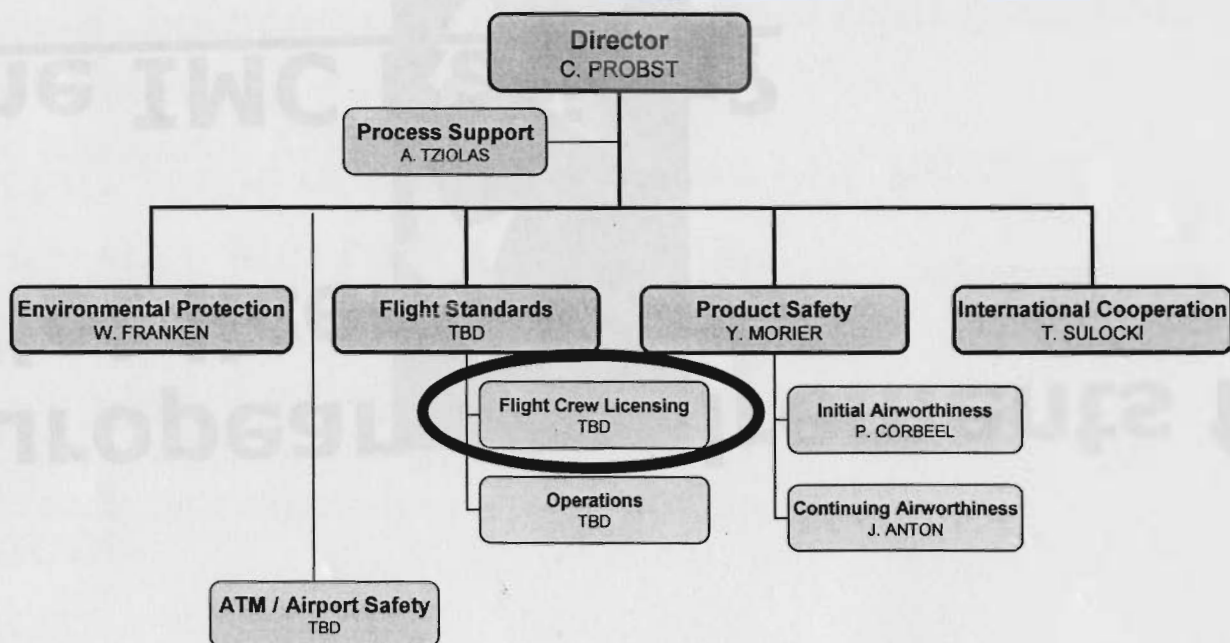 Director
C. PROBST
Process Support
A. TZIOLAS
Environmental Protection
W. FRANKEN
Flight Standards
TBD
Product Safety
Y. MORIER
International Cooperation
T. SULOCKI
Flight Crew Licensing
TBD
Initial Airworthiness
P. CORBEEL
Operations
TBD
Continuing Airworthiness
J. ANTON
ATM / Airport Safety
TBD